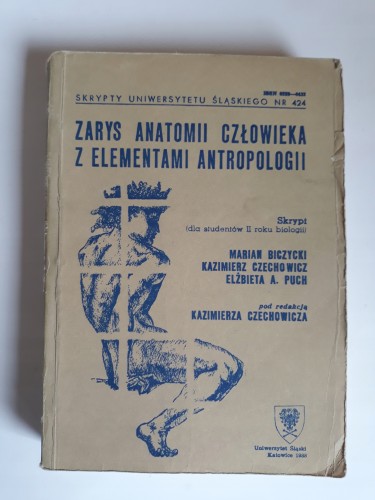 SKRYPTY UNIWERSYTETU ŚLĄSKIEGO NR 424
ZARYS ANATOMII CZŁOWIEKA
Z ELEMENTAMI ANTROPOLOGII
Skrypt
(dla studentów II roku biologii)
MARIAN BICZYCKI
KAZIMIERZ CZECHOWICZ
ELŻBIETA A. PUCH
pod redakcją
KAZIMIERZA CZECHOWICZA
Uniwersytet Śląski
Katowice